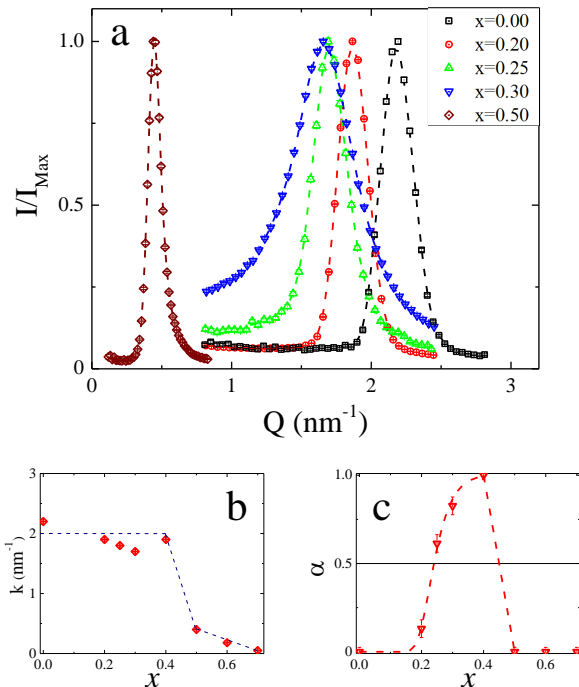 a
x=0.00
x=0.20
x=0.25
x=0.30
x=0.50
1.0
0.5
I/I_Max
0 1 2 3
Q (nm⁻¹)
b
3
2
1
0
k (nm⁻¹)
0.0 0.2 0.4 0.6
x
c
1.0
0.5
0.0
α
0.0 0.2 0.4 0.6
x